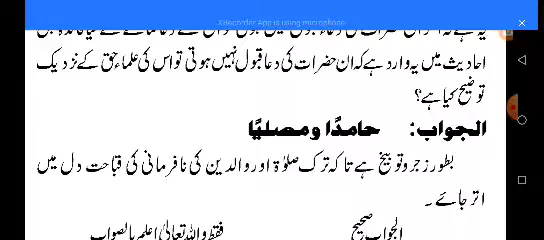 XRecorder App is using microphone
احادیث میں یہ وارد ہے کہ ان حضرات کی دعا قبول نہیں ہوتی تو اس کی علماء حق کے نزدیک
توضیح کیا ہے؟
الجواب: حامدًا ومصلیًا
بطور زجر و توبیخ ہے تا کہ ترک صلوٰۃ اور والدین کی نافرمانی کی قباحت دل میں
اتر جائے۔
الجواب صحیح فقط واللہ تعالیٰ اعلم بالصواب